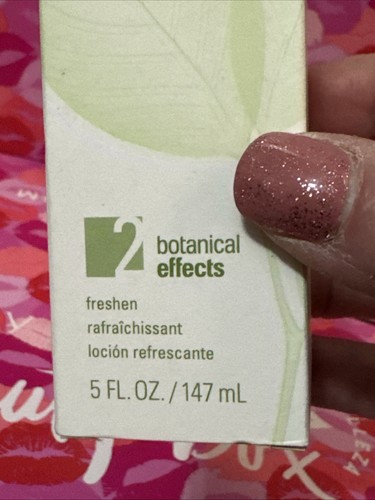 2
botanical
effects
freshen
rafraîchissant
loción refrescante
5 FL. OZ. / 147 mL